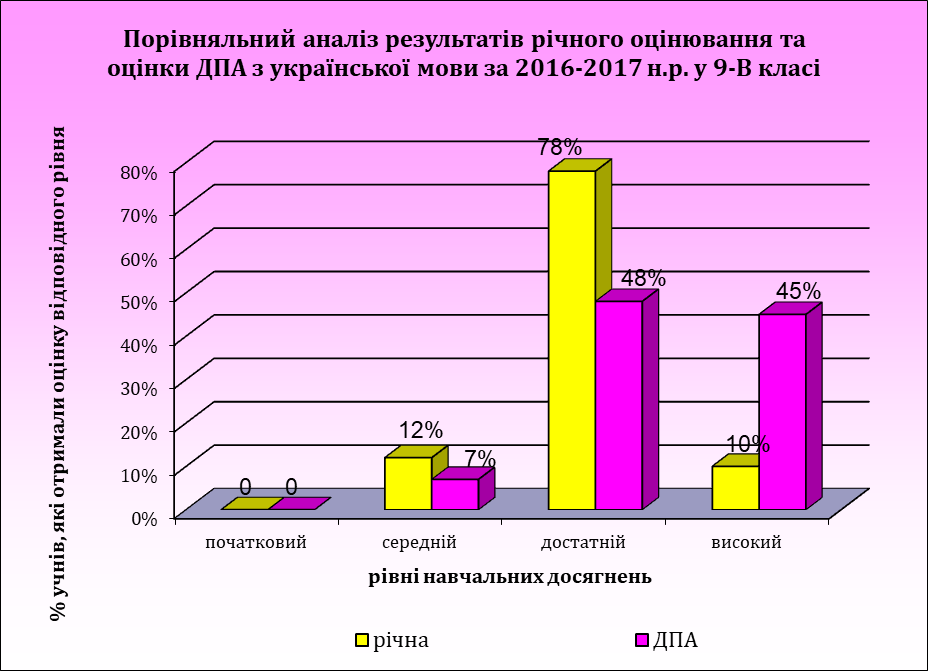 Порівняльний аналіз результатів річного оцінювання та
оцінки ДПА з української мови за 2016-2017 н.р. у 9-В класі
% учнів, які отримали оцінку відповідного рівня
80%
70%
60%
50%
40%
30%
20%
10%
0%
0
0
12%
7%
78%
48%
10%
45%
початковий
середній
достатній
високий
рівні навчальних досягнень
річна
ДПА